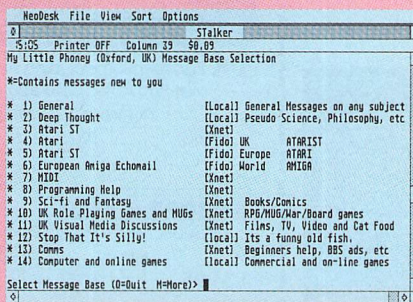 NeoDesk File View Sort Options
STalker
:5:05 Printer OFF Column 39 $0.09
My Little Phoney (Oxford, UK) Message Base Selection
*=Contains messages new to you
* 1) General [Local] General Messages on any subject
* 2) Deep Thought [Local] Pseudo Science, Philosophy, etc
* 3) Atari ST [Xnet]
* 4) Atari [Fido] UK ATARIST
* 5) Atari ST [Fido] Europe ATARI
* 6) European Amiga Echomail [Fido] World AMIGA
* 7) MIDI [Xnet]
* 8) Programming Help [Xnet]
* 9) Sci-fi and Fantasy [Xnet] Books/Comics
* 10) UK Role Playing Games and MUGs [Xnet] RPG/MUG/War/Board games
* 11) UK Visual Media Discussions [Xnet] Films, TV, Video and Cat Food
* 12) Stop That It's Silly! [local] Its a funny old fish.
* 13) Comms [Xnet] Beginners help, BBS ads, etc
* 14) Computer and online games [local] Commercial and on-line games
Select Message Base (0=Quit M=More)>